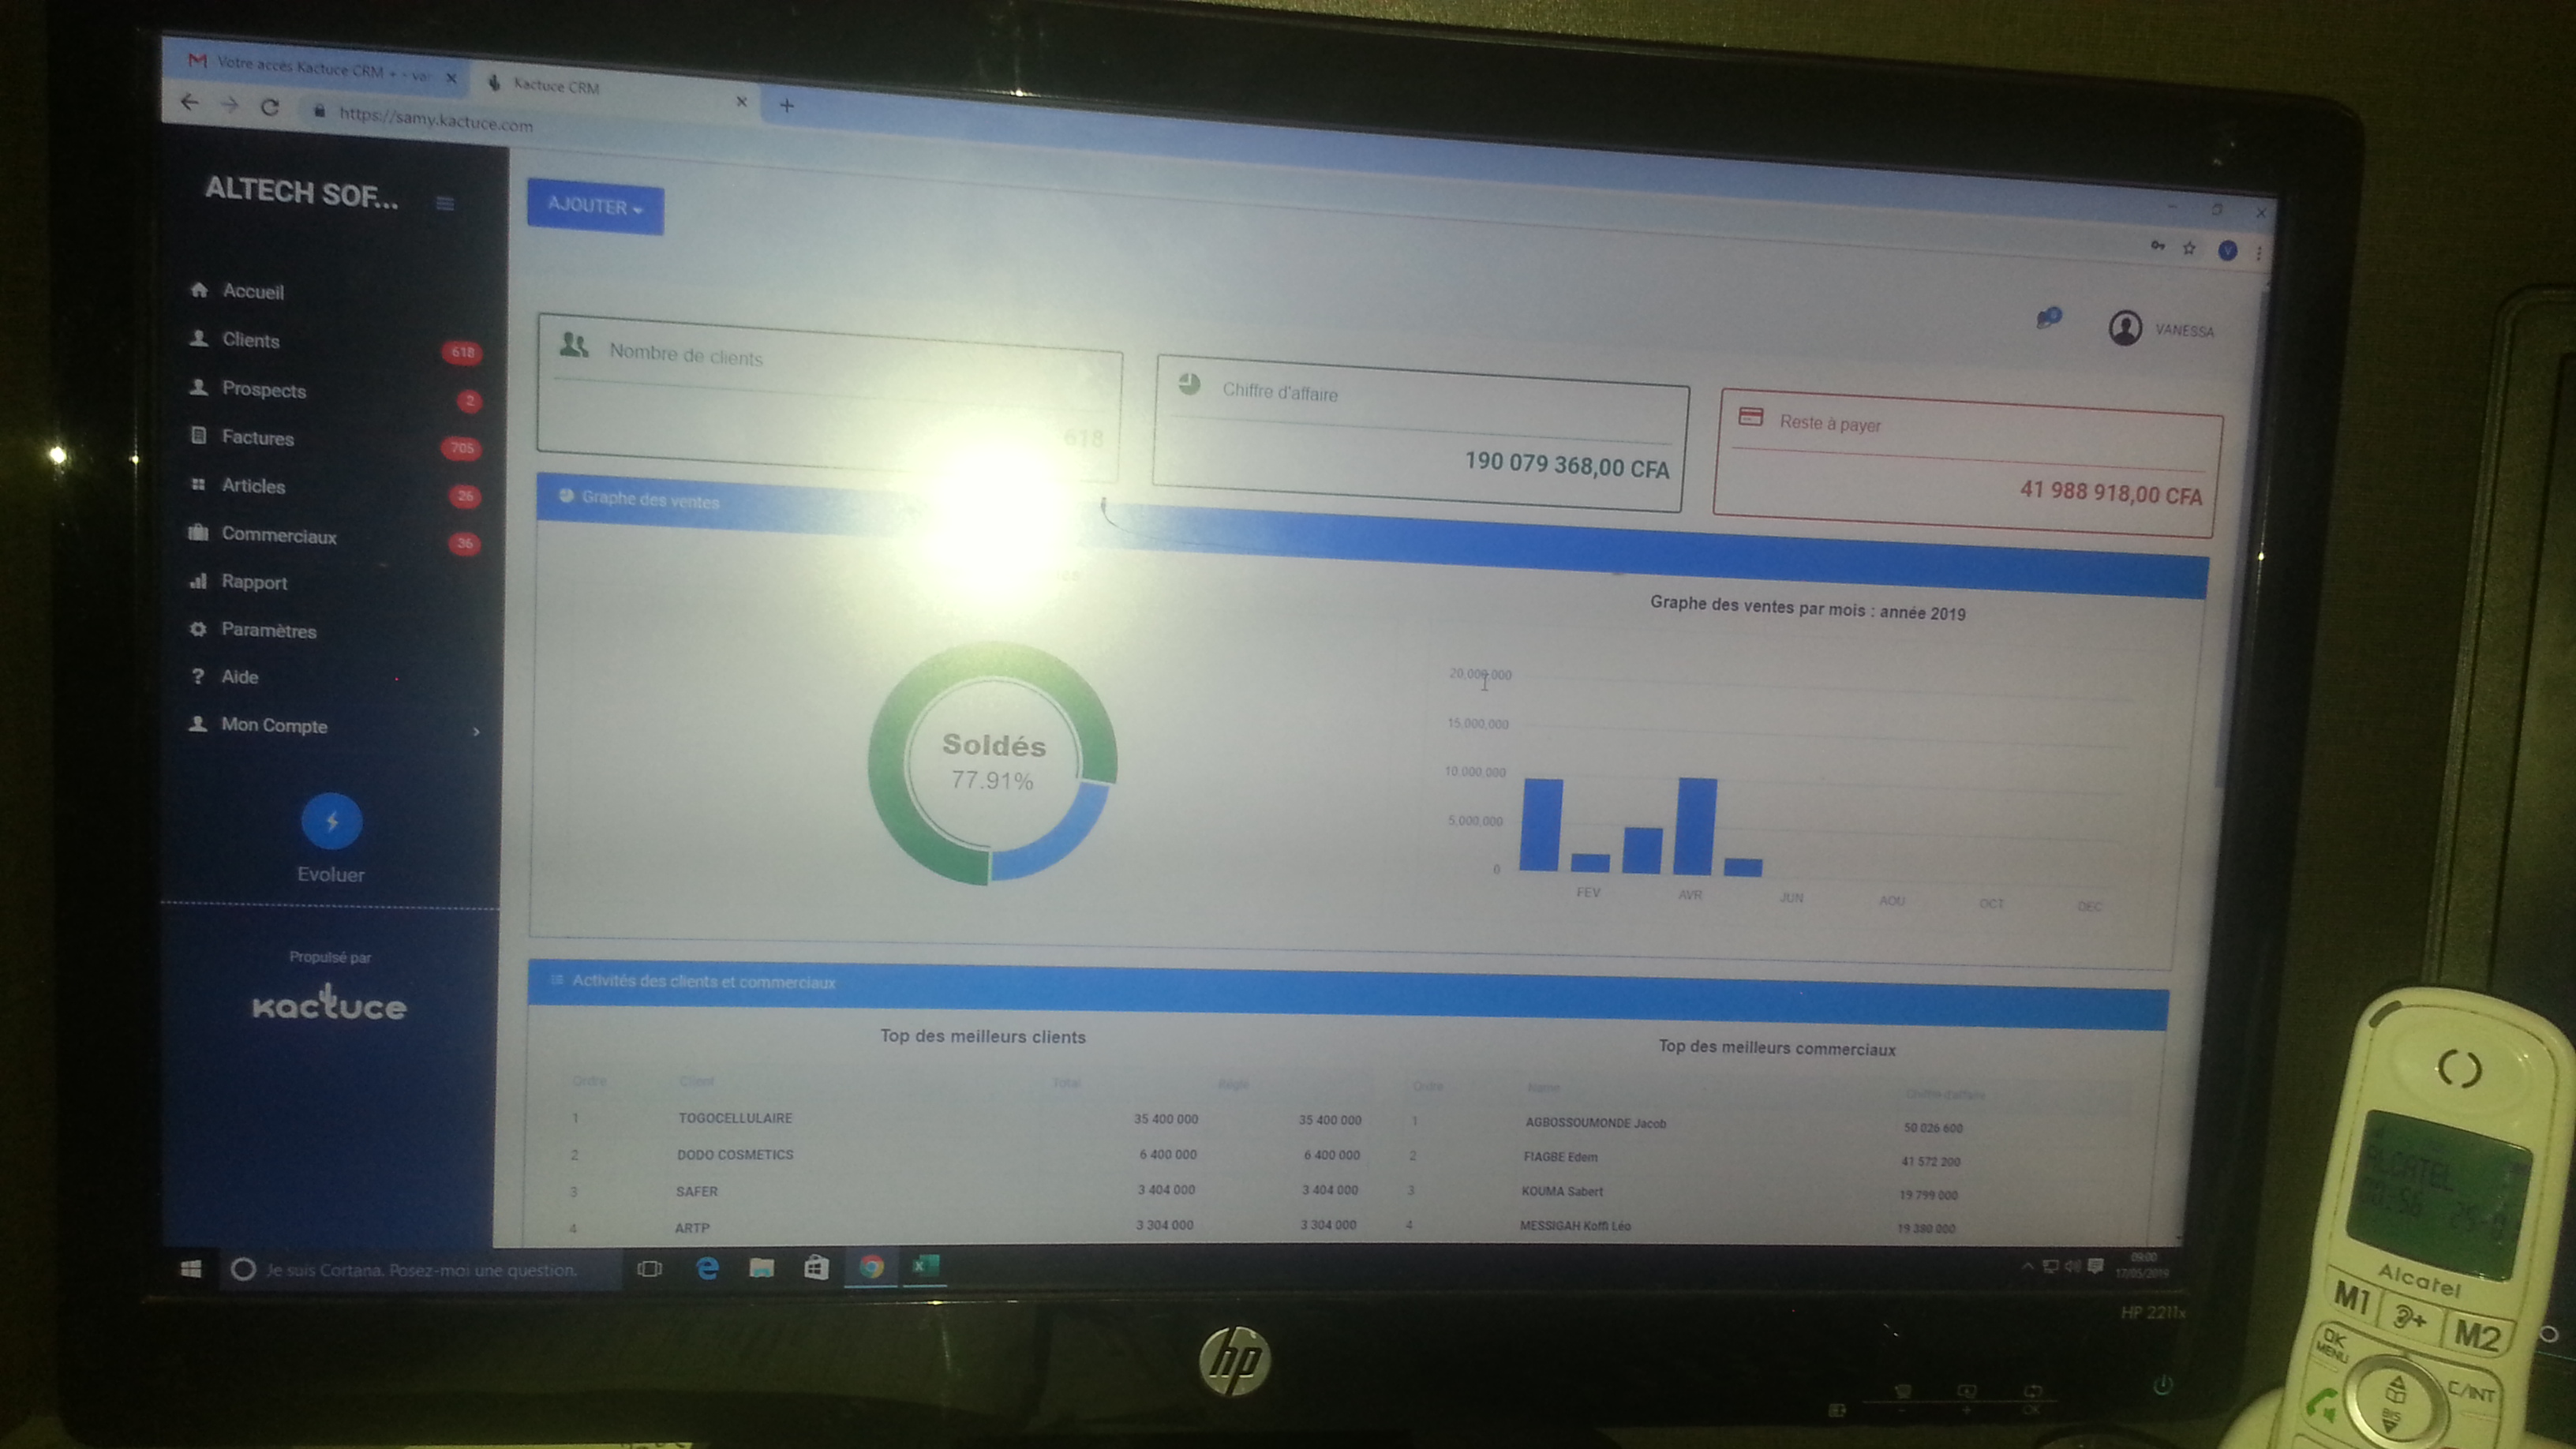 Votre accès Kactuce CRM + - va
Kactuce CRM
https://samy.kactuce.com
ALTECH SOF...
Accueil
Clients 618
Prospects 2
Factures 705
Articles 26
Commerciaux 36
Rapport
Paramètres
Aide
Mon Compte
Evoluer
Propulsé par
kactuce
AJOUTER
VANESSA
Nombre de clients
618
Chiffre d'affaire
190 079 368,00 CFA
Reste à payer
41 988 918,00 CFA
Graphe des ventes
Soldés
77.91%
Graphe des ventes par mois : année 2019
20.000.000
15.000.000
10.000.000
5.000.000
0
FEV AVR JUN AOU OCT DEC
Activités des clients et commerciaux
Top des meilleurs clients
Ordre Client Total Réglé
1 TOGOCELLULAIRE 35 400 000 35 400 000
2 DODO COSMETICS 6 400 000 6 400 000
3 SAFER 3 404 000 3 404 000
4 ARTP 3 304 000 3 304 000
Top des meilleurs commerciaux
Ordre Name Chiffre d'affaire
1 AGBOSSOUMONDE Jacob 50 026 600
2 FIAGBE Edem 41 572 200
3 KOUMA Sabert 19 799 000
4 MESSIGAH Koffi Léo 19 380 000
Je suis Cortana. Posez-moi une question.
09:00
17/05/2019
hp
HP 2211x
ALCATEL
Alcatel
M1
M2
OK
MENU
C/INT
BIS